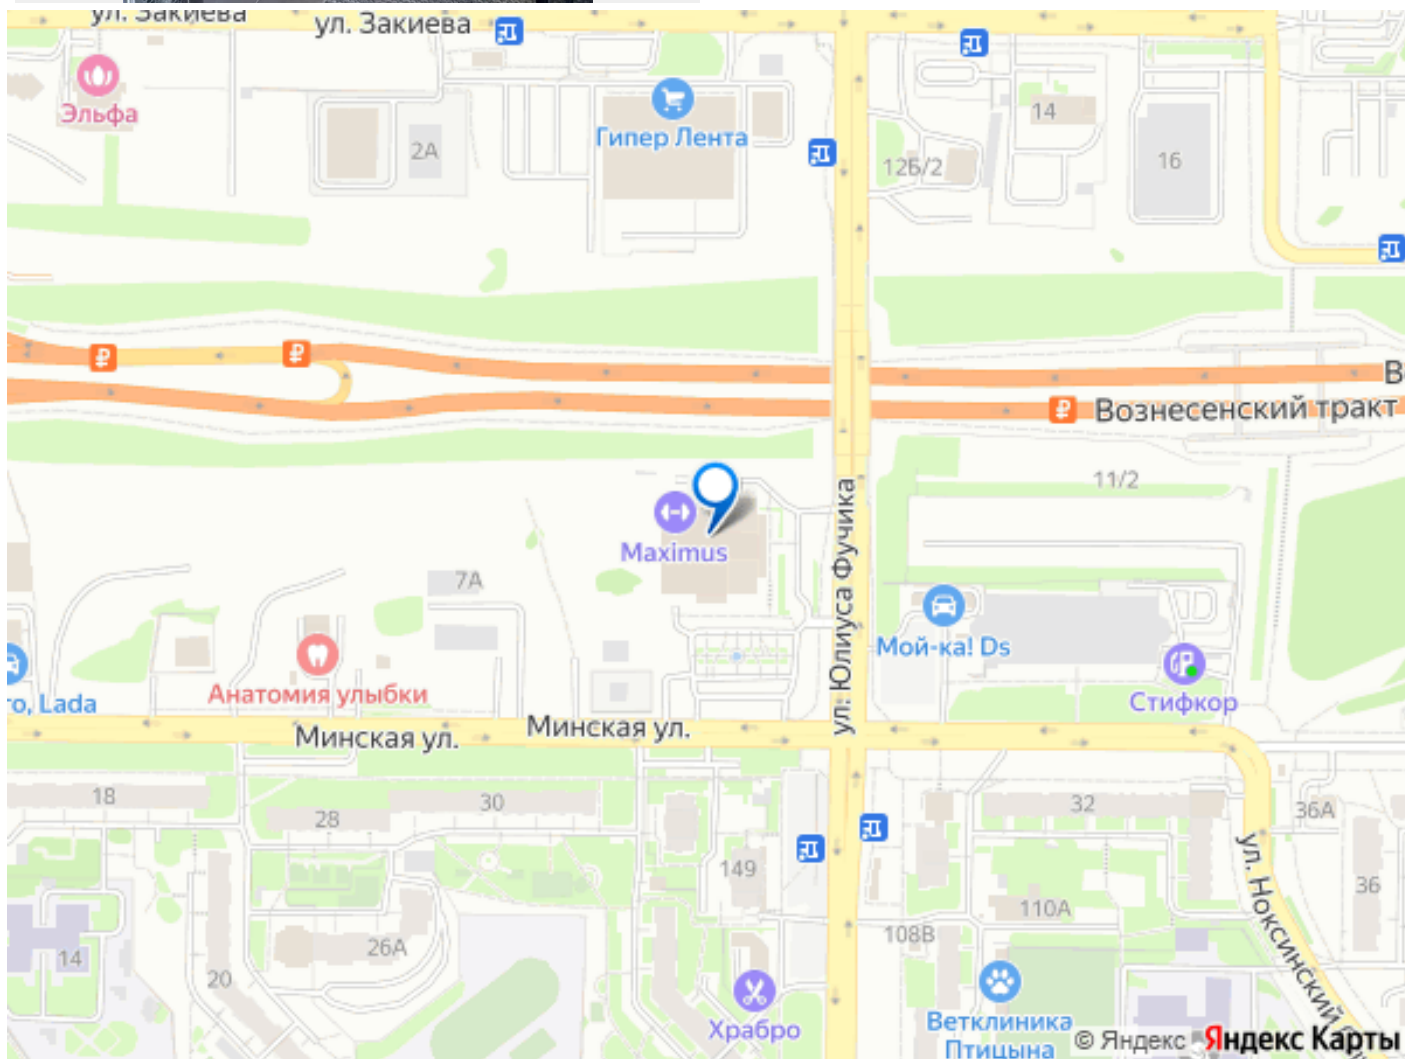 ул. Закиева
ул. Закиева
Эльфа
Гипер Лента
2А
14
12Б/2
16
В
Вознесенский тракт
11/2
Maximus
ул. Юлиуса Фучика
7А
Мой-ка! Ds
Анатомия улыбки
го, Lada
Стифкор
Минская ул.
Минская ул.
18
28
30
32
36А
149
36
ул. Ноксинский
110А
108В
26А
14
20
Храбро
Ветклиника
Птицына
© Яндекс Яндекс Карты